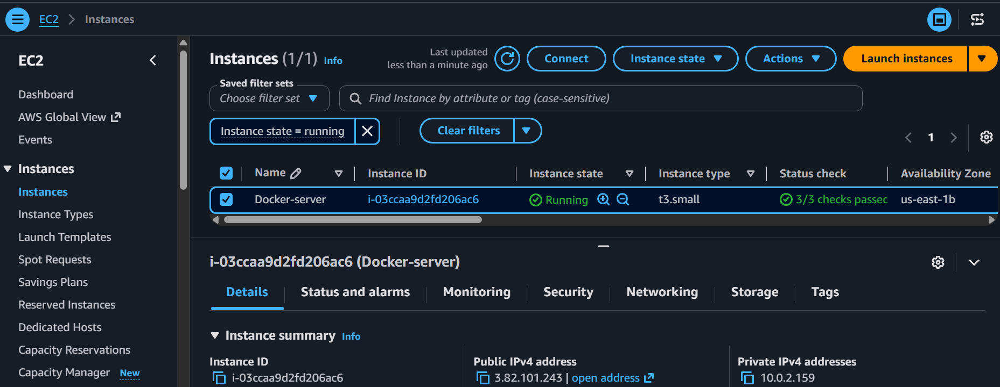 EC2 > Instances
EC2
Dashboard
AWS Global View
Events
Instances
Instances
Instance Types
Launch Templates
Spot Requests
Savings Plans
Reserved Instances
Dedicated Hosts
Capacity Reservations
Capacity Manager New
Instances (1/1) Info
Last updated
less than a minute ago
Connect
Instance state
Actions
Launch instances
Saved filter sets
Choose filter set
Find Instance by attribute or tag (case-sensitive)
Instance state = running
Clear filters
1
Name Instance ID Instance state Instance type Status check Availability Zone
Docker-server i-03ccaa9d2fd206ac6 Running t3.small 3/3 checks passed us-east-1b
i-03ccaa9d2fd206ac6 (Docker-server)
Details Status and alarms Monitoring Security Networking Storage Tags
Instance summary Info
Instance ID
i-03ccaa9d2fd206ac6
Public IPv4 address
3.82.101.243 | open address
Private IPv4 addresses
10.0.2.159